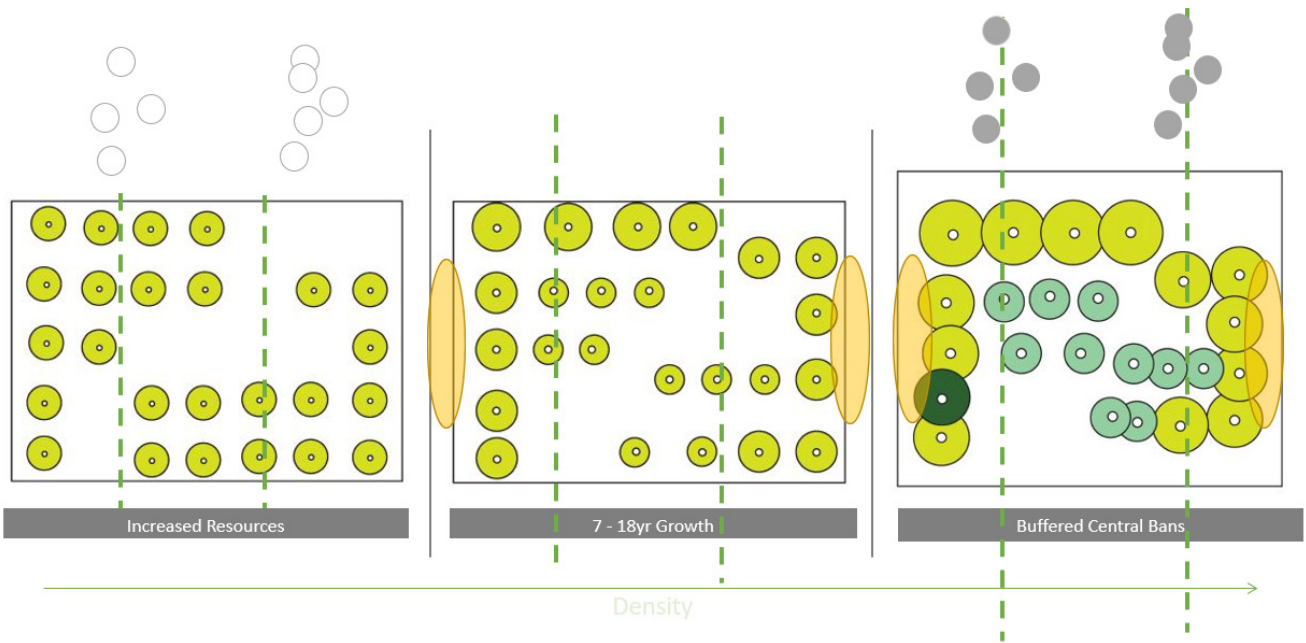 Increased Resources
7 - 18yr Growth
Buffered Central Bans
Density